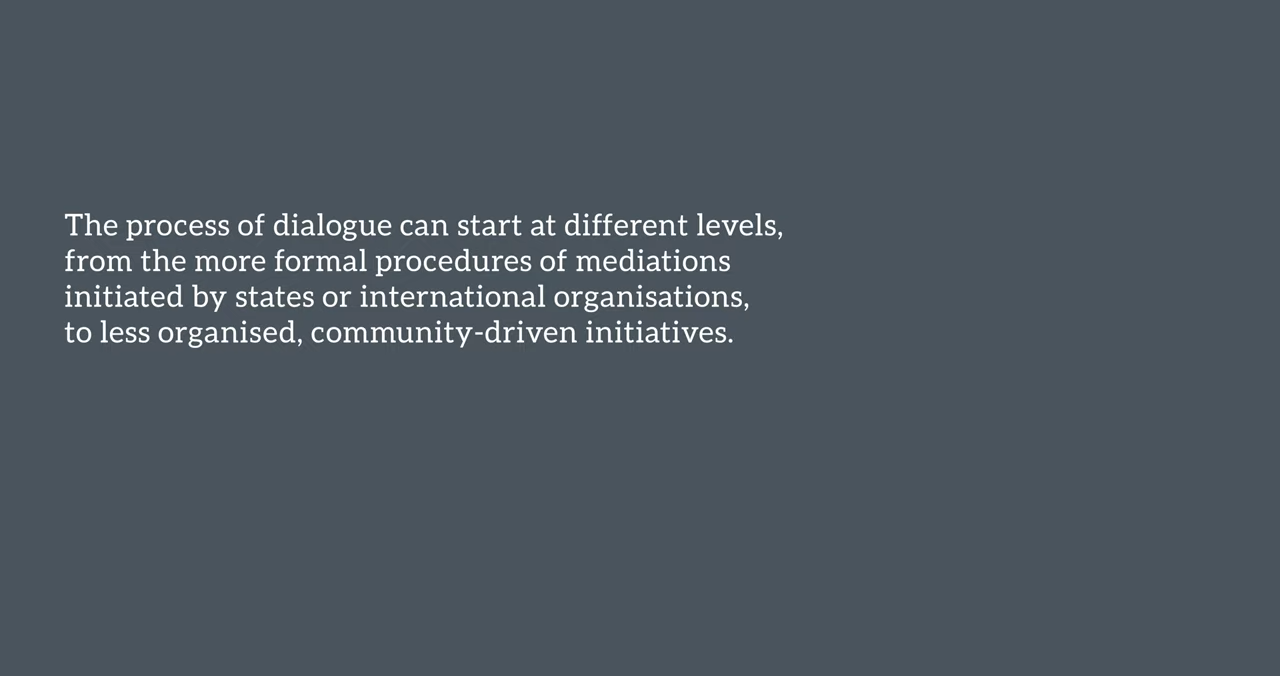 The process of dialogue can start at different levels,
from the more formal procedures of mediations
initiated by states or international organisations,
to less organised, community-driven initiatives.